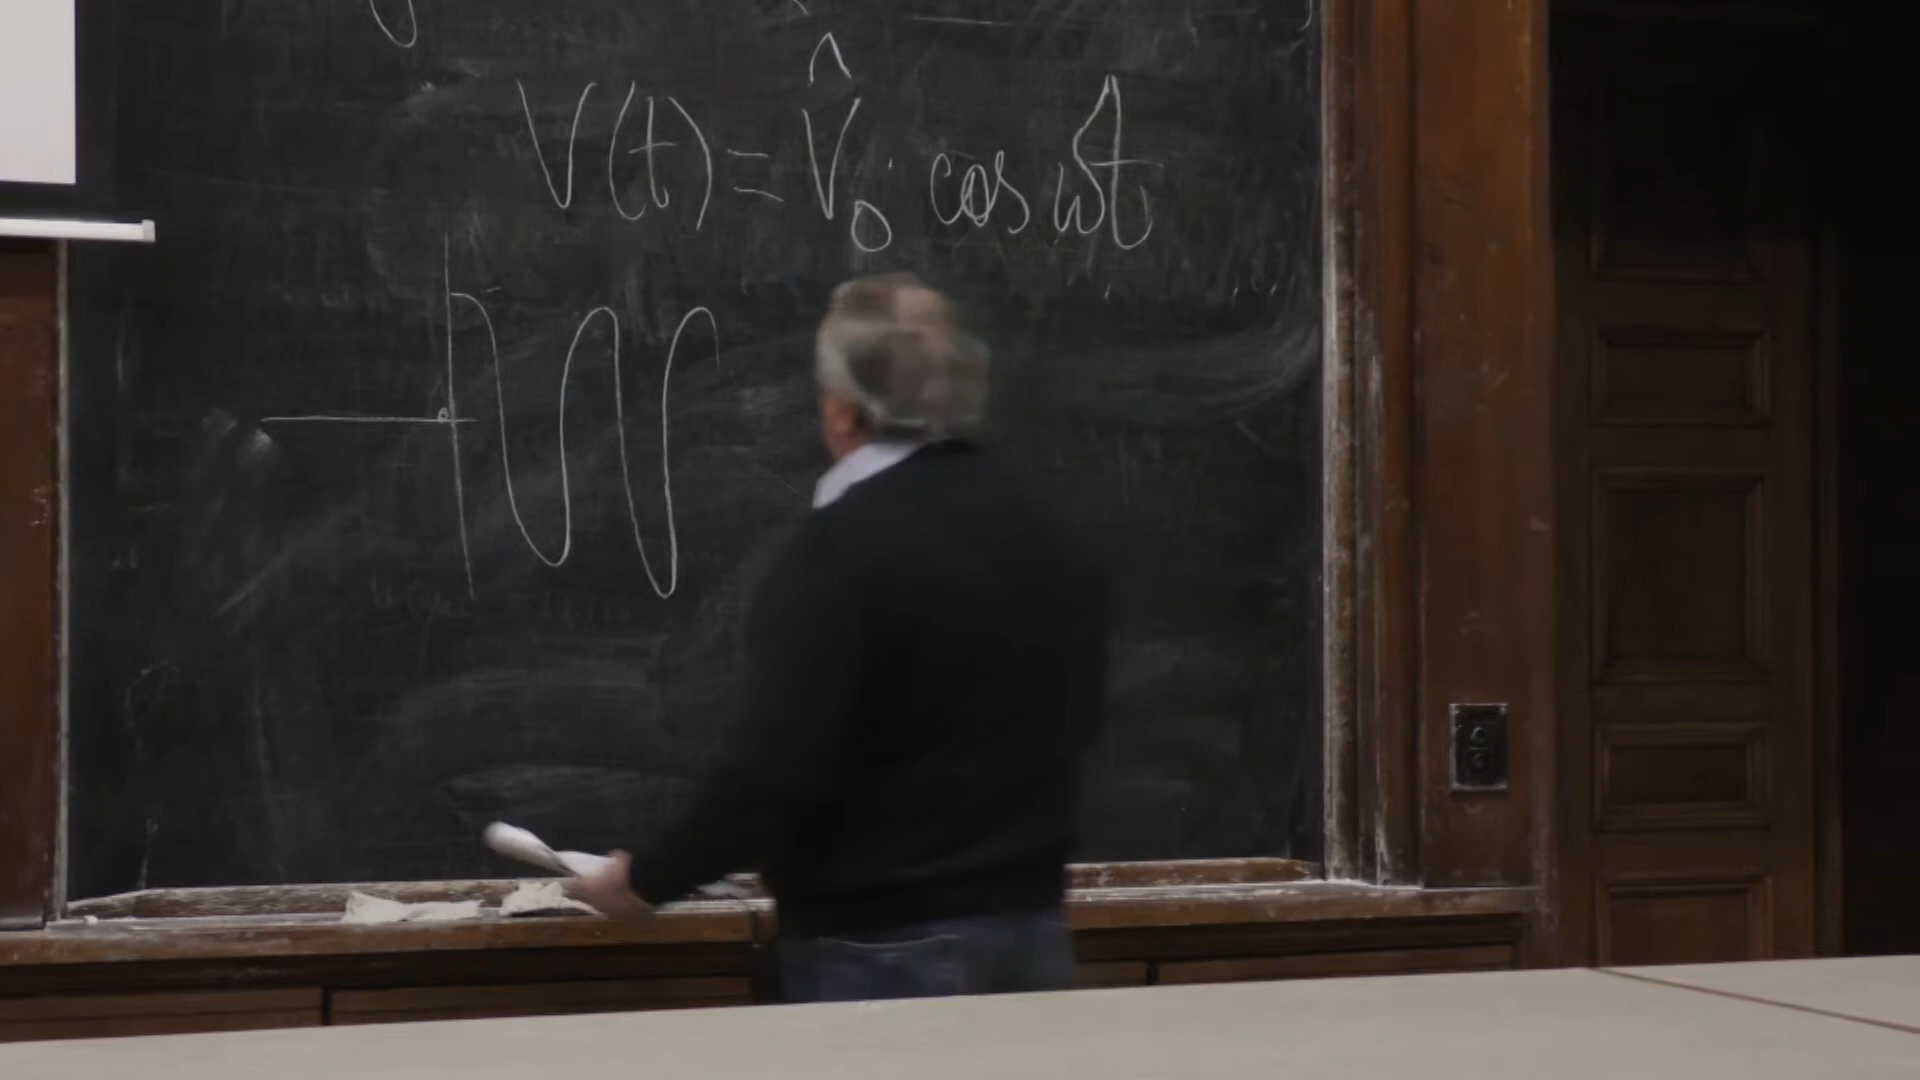 V(t) = V̂₀ · cos ωt